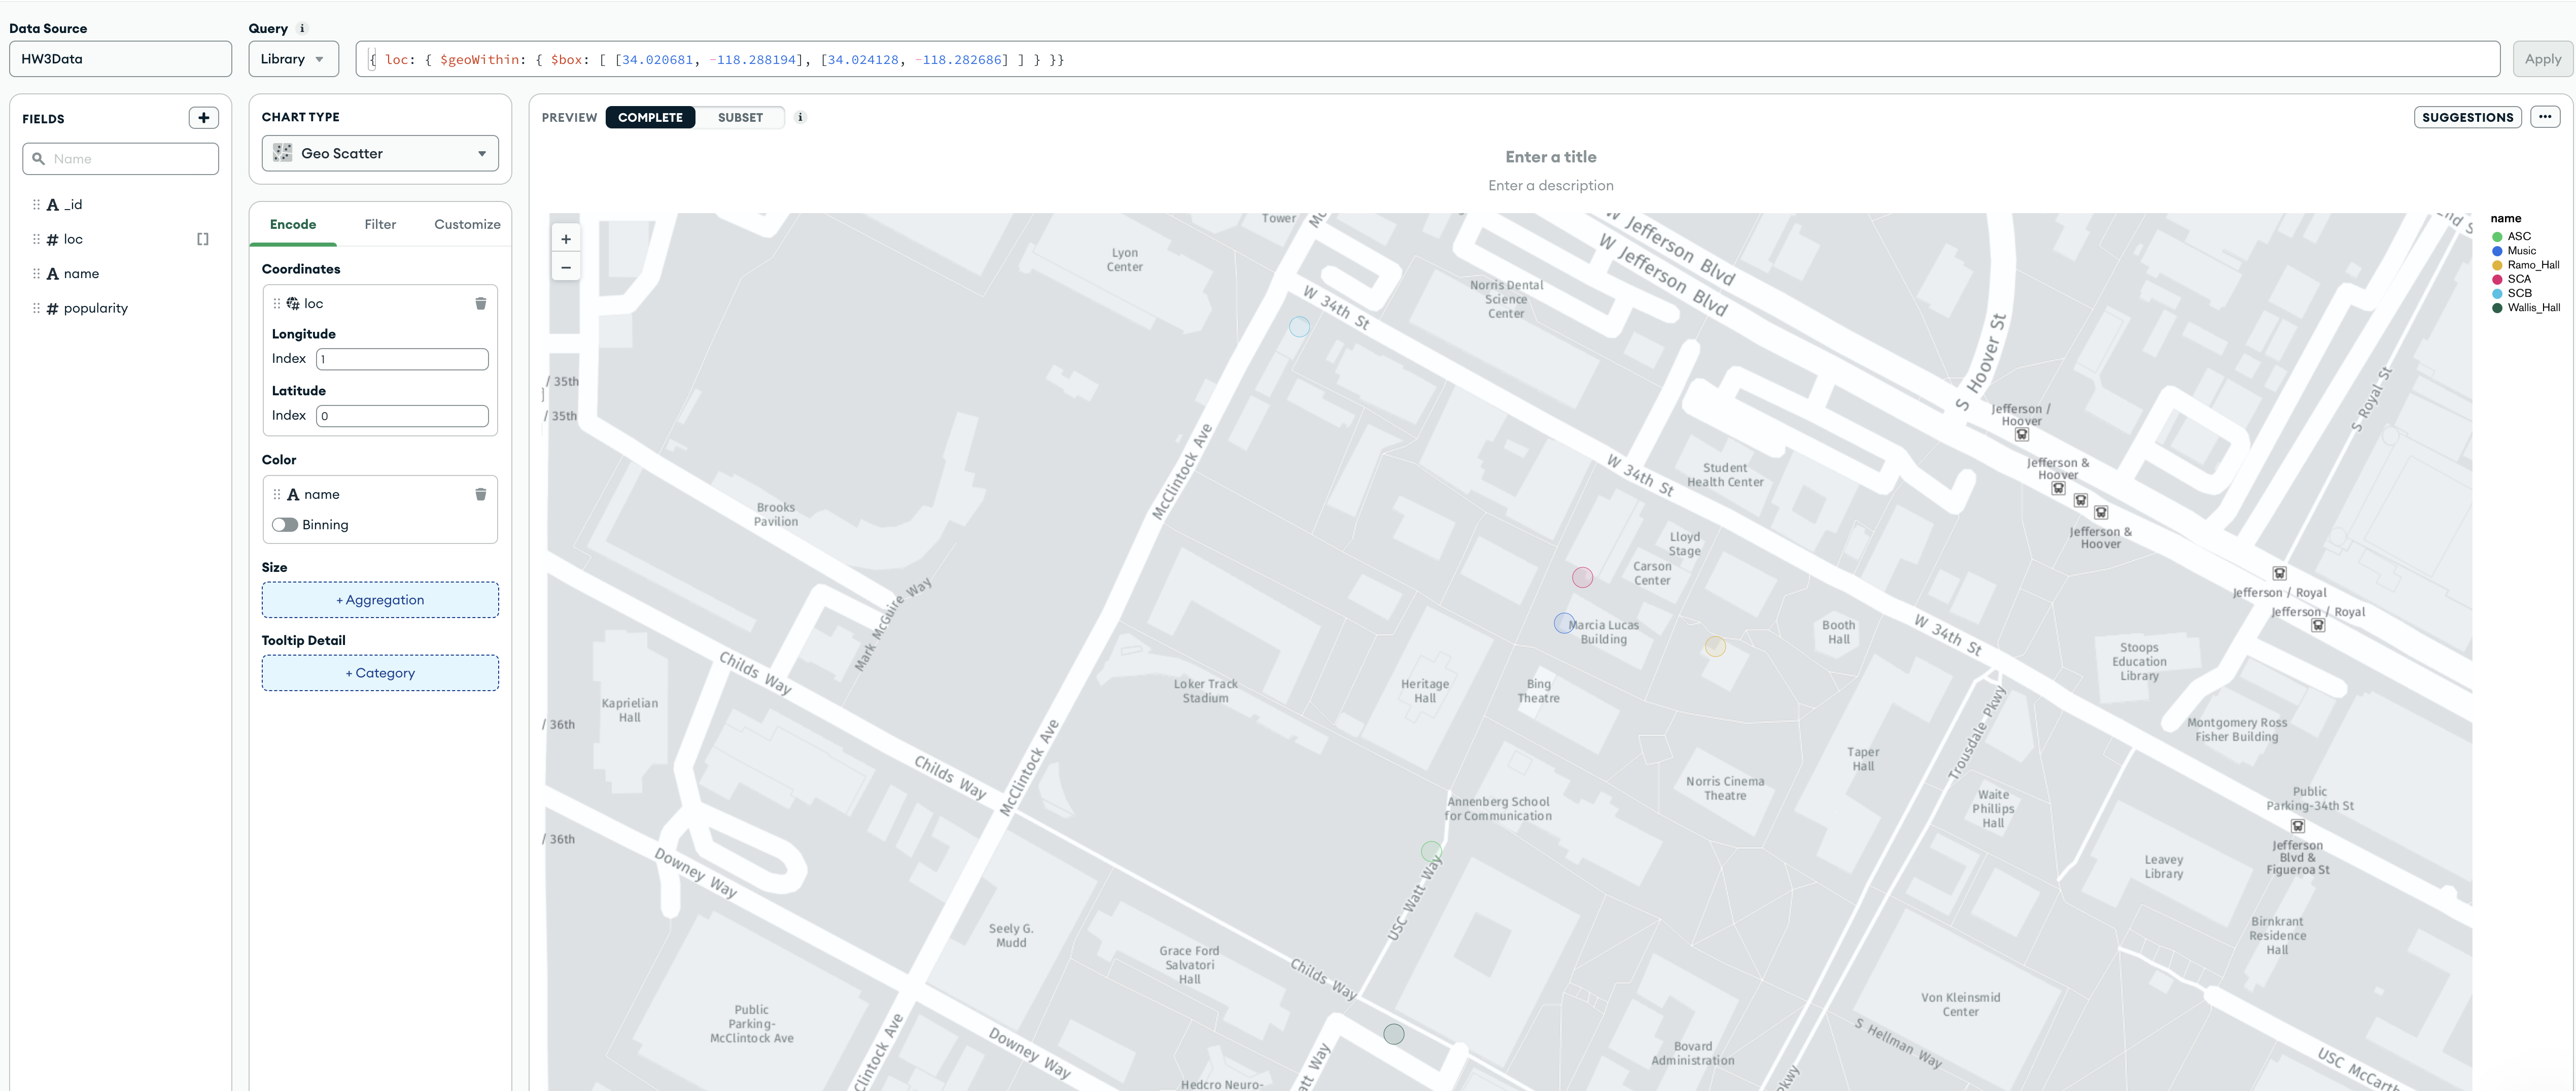 Data Source
HW3Data
Query
Library
{ loc: { $geoWithin: { $box: [ [34.020681, -118.288194], [34.024128, -118.282686] ] } }}
Apply
FIELDS
Name
_id
loc
name
popularity
CHART TYPE
Geo Scatter
Encode
Filter
Customize
Coordinates
loc
Longitude
Index
1
Latitude
Index
0
Color
name
Binning
Size
+ Aggregation
Tooltip Detail
+ Category
PREVIEW
COMPLETE
SUBSET
SUGGESTIONS
Enter a title
Enter a description
+
−
name
ASC
Music
Ramo_Hall
SCA
SCB
Wallis_Hall
Tower
Lyon
Center
W Jefferson Blvd
W Jefferson Blvd
Norris Dental
Science
Center
W 34th St
S Hoover St
Jefferson /
Hoover
S Royal St
/ 35th
/ 35th
McClintock Ave
W 34th St
Student
Health Center
Jefferson &
Hoover
Jefferson &
Hoover
Brooks
Pavilion
Lloyd
Stage
Carson
Center
Jefferson / Royal
Jefferson / Royal
Mark McGuire Way
Marcia Lucas
Building
Booth
Hall
W 34th St
Stoops
Education
Library
Childs Way
Loker Track
Stadium
Heritage
Hall
Bing
Theatre
Kaprielian
Hall
/ 36th
Trousdale Pkwy
Montgomery Ross
Fisher Building
McClintock Ave
Childs Way
Taper
Hall
Norris Cinema
Theatre
Waite
Phillips
Hall
Public
Parking-34th St
Annenberg School
for Communication
/ 36th
Jefferson
Blvd &
Figueroa St
Downey Way
USC Watt Way
Leavey
Library
Seely G.
Mudd
Birnkrant
Residence
Hall
Grace Ford
Salvatori
Hall
Childs Way
Von Kleinsmid
Center
Public
Parking-
McClintock Ave
S Hellman Way
Downey Way
Bovard
Administration
Clintock Ave
att Way
kwy
USC McCarth
Hedcro Neuro-